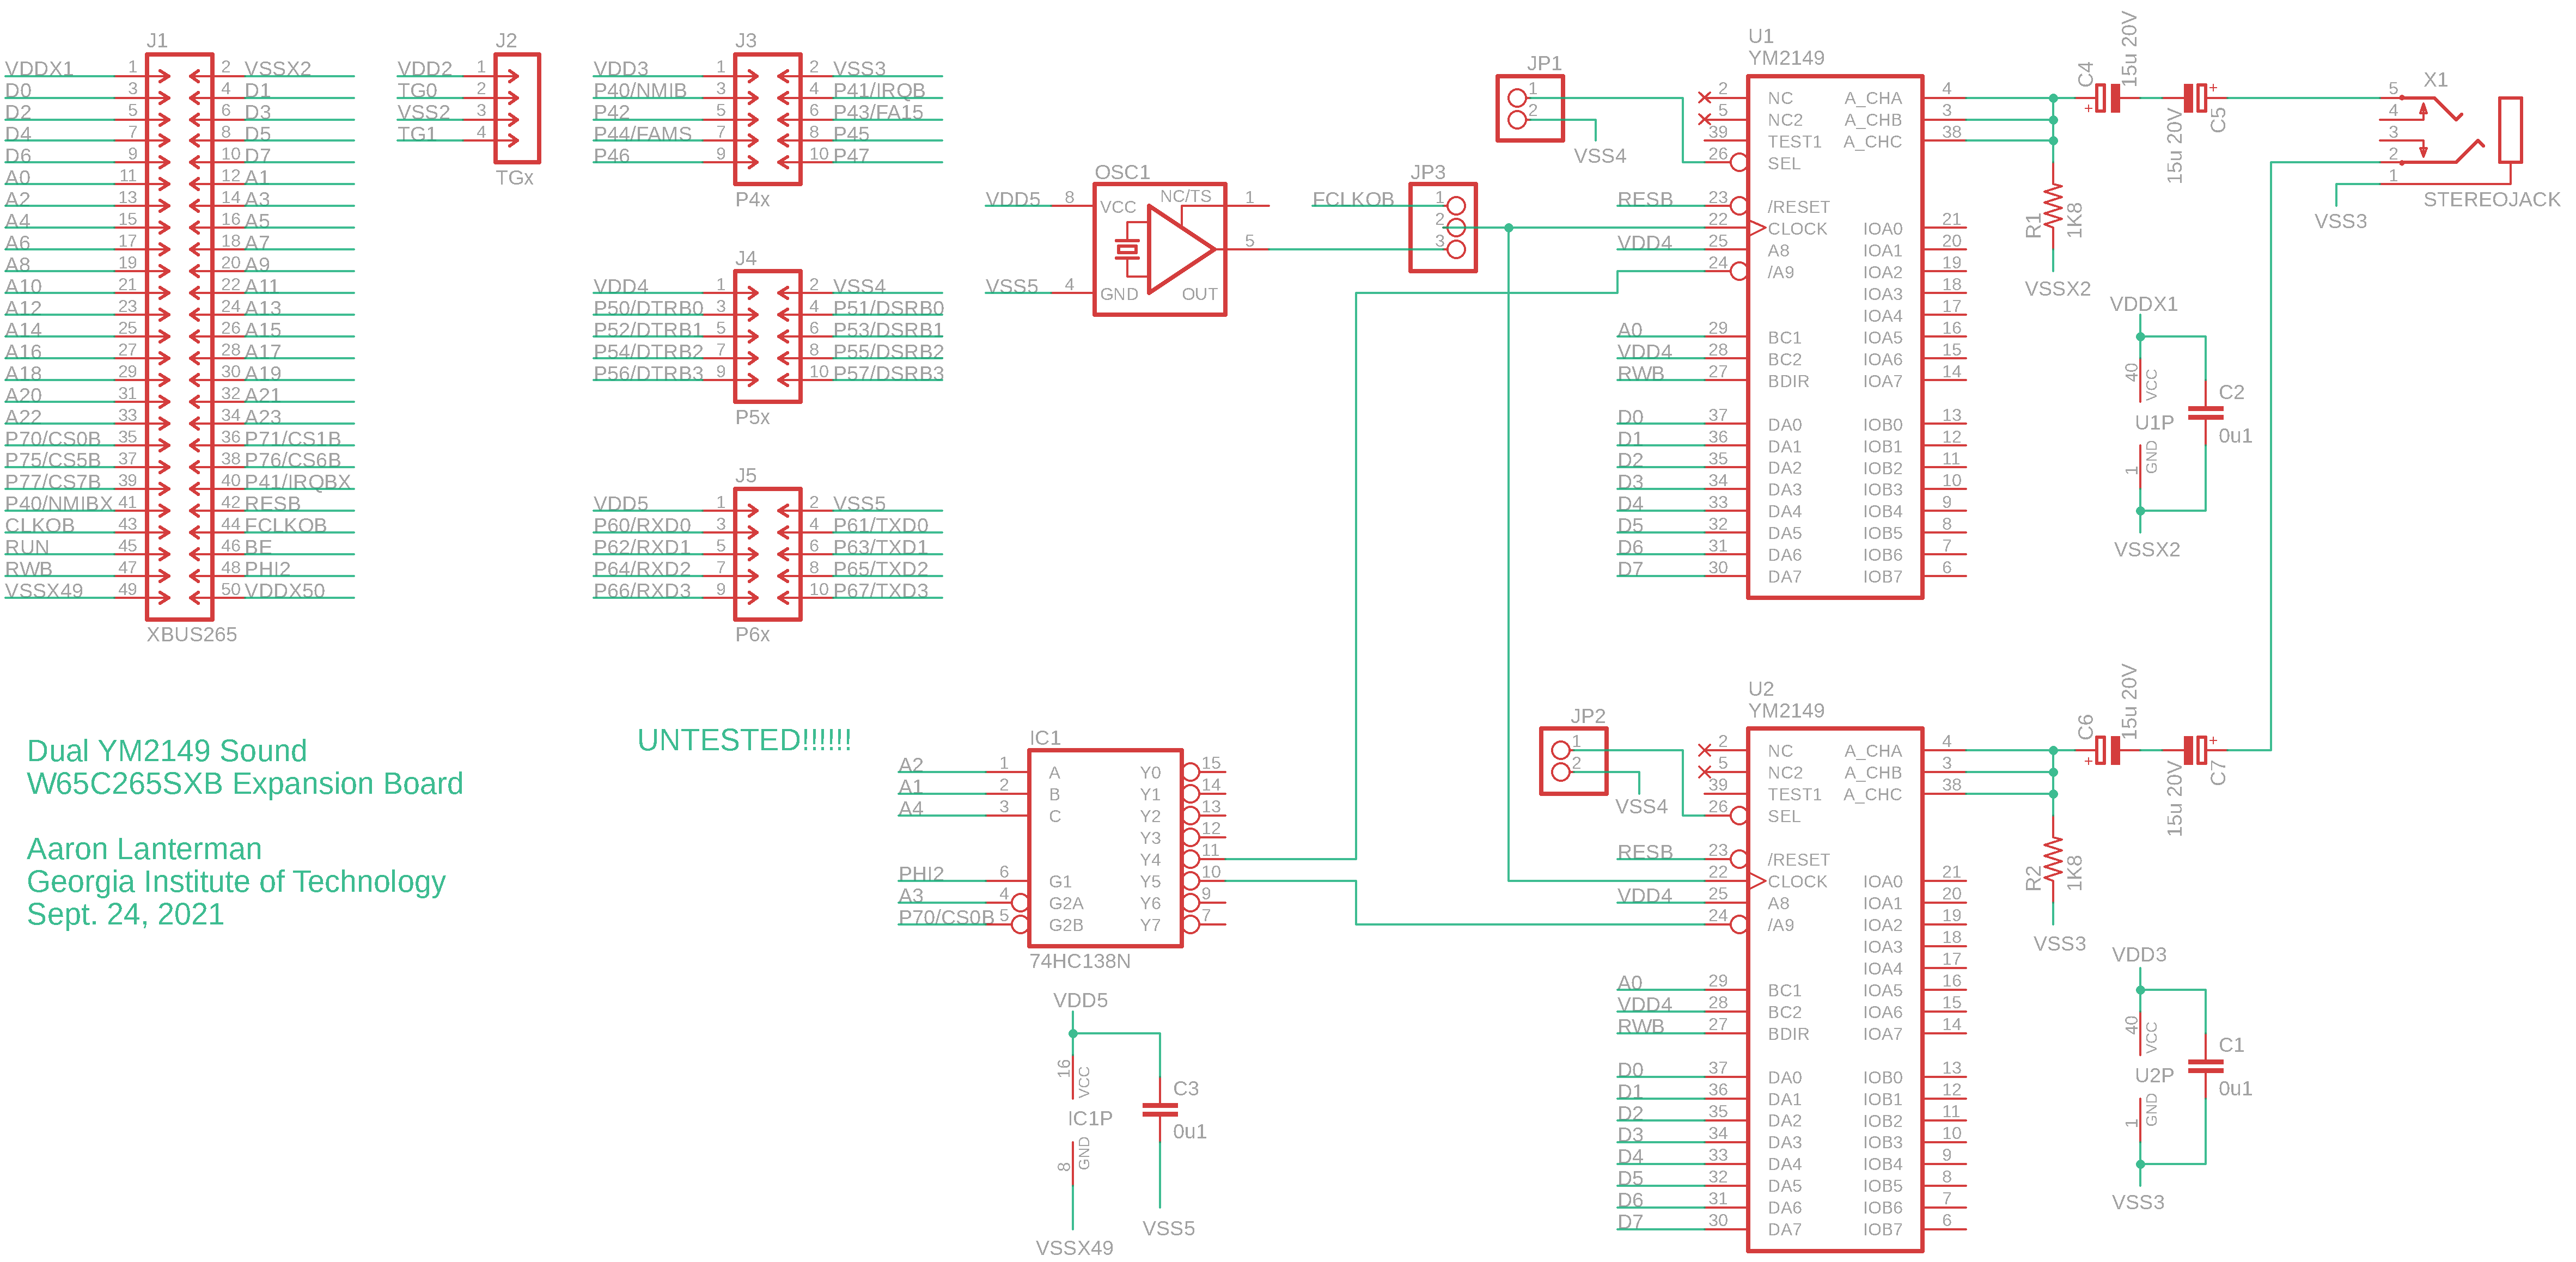 J1
VDDX1 1 2 VSSX2
D0 3 4 D1
D2 5 6 D3
D4 7 8 D5
D6 9 10 D7
A0 11 12 A1
A2 13 14 A3
A4 15 16 A5
A6 17 18 A7
A8 19 20 A9
A10 21 22 A11
A12 23 24 A13
A14 25 26 A15
A16 27 28 A17
A18 29 30 A19
A20 31 32 A21
A22 33 34 A23
P70/CS0B 35 36 P71/CS1B
P75/CS5B 37 38 P76/CS6B
P77/CS7B 39 40 P41/IRQBX
P40/NMIBX 41 42 RESB
CLKOB 43 44 FCLKOB
RUN 45 46 BE
RWB 47 48 PHI2
VSSX49 49 50 VDDX50
XBUS265
J2
VDD2 1
TG0 2
VSS2 3
TG1 4
TGx
J3
VDD3 1 2 VSS3
P40/NMIB 3 4 P41/IRQB
P42 5 6 P43/FA15
P44/FAMS 7 8 P45
P46 9 10 P47
P4x
J4
VDD4 1 2 VSS4
P50/DTRB0 3 4 P51/DSRB0
P52/DTRB1 5 6 P53/DSRB1
P54/DTRB2 7 8 P55/DSRB2
P56/DTRB3 9 10 P57/DSRB3
P5x
J5
VDD5 1 2 VSS5
P60/RXD0 3 4 P61/TXD0
P62/RXD1 5 6 P63/TXD1
P64/RXD2 7 8 P65/TXD2
P66/RXD3 9 10 P67/TXD3
P6x
OSC1
VDD5 8 VCC NC/TS 1
5
VSS5 4 GND OUT
JP1
1
2
VSS4
JP3
FCLKOB 1
2
3
U1
YM2149
2 NC A_CHA 4
5 NC2 A_CHB 3
39 TEST1 A_CHC 38
26 SEL
RESB 23 /RESET
22 CLOCK IOA0 21
VDD4 25 A8 IOA1 20
24 /A9 IOA2 19
IOA3 18
IOA4 17
A0 29 BC1 IOA5 16
VDD4 28 BC2 IOA6 15
RWB 27 BDIR IOA7 14
D0 37 DA0 IOB0 13
D1 36 DA1 IOB1 12
D2 35 DA2 IOB2 11
D3 34 DA3 IOB3 10
D4 33 DA4 IOB4 9
D5 32 DA5 IOB5 8
D6 31 DA6 IOB6 7
D7 30 DA7 IOB7 6
C4
+
15u 20V
15u 20V
+
C5
R1
1K8
VSSX2
X1
5
4
3
2
1
STEREOJACK
VSS3
VDDX1
40 VCC
U1P
1 GND
C2
0u1
VSSX2
Dual YM2149 Sound
W65C265SXB Expansion Board
Aaron Lanterman
Georgia Institute of Technology
Sept. 24, 2021
UNTESTED!!!!!!
IC1
A2 1 A Y0 15
A1 2 B Y1 14
A4 3 C Y2 13
Y3 12
Y4 11
PHI2 6 G1 Y5 10
A3 4 G2A Y6 9
P70/CS0B 5 G2B Y7 7
74HC138N
VDD5
16 VCC
IC1P
8 GND
C3
0u1
VSSX49
VSS5
JP2
1
2
VSS4
U2
YM2149
2 NC A_CHA 4
5 NC2 A_CHB 3
39 TEST1 A_CHC 38
26 SEL
RESB 23 /RESET
22 CLOCK IOA0 21
VDD4 25 A8 IOA1 20
24 /A9 IOA2 19
IOA3 18
IOA4 17
A0 29 BC1 IOA5 16
VDD4 28 BC2 IOA6 15
RWB 27 BDIR IOA7 14
D0 37 DA0 IOB0 13
D1 36 DA1 IOB1 12
D2 35 DA2 IOB2 11
D3 34 DA3 IOB3 10
D4 33 DA4 IOB4 9
D5 32 DA5 IOB5 8
D6 31 DA6 IOB6 7
D7 30 DA7 IOB7 6
C6
+
15u 20V
15u 20V
+
C7
R2
1K8
VSS3
VDD3
40 VCC
U2P
1 GND
C1
0u1
VSS3